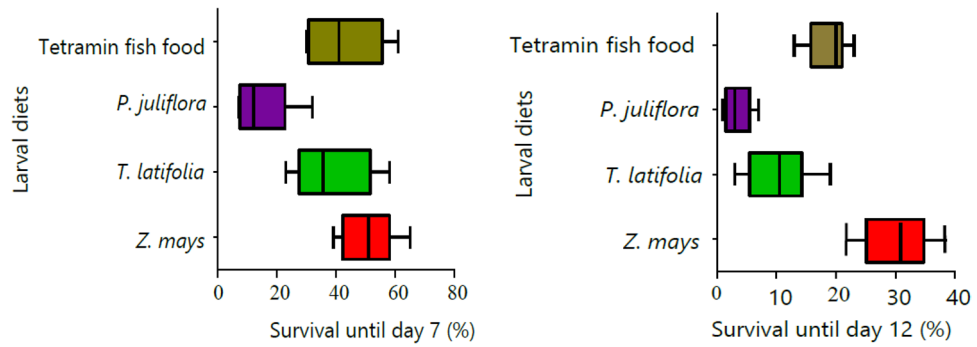 Larval diets
Tetramin fish food
P. juliflora
T. latifolia
Z. mays
0 20 40 60 80
Survival until day 7 (%)
Larval diets
Tetramin fish food
P. juliflora
T. latifolia
Z. mays
0 10 20 30 40
Survival until day 12 (%)